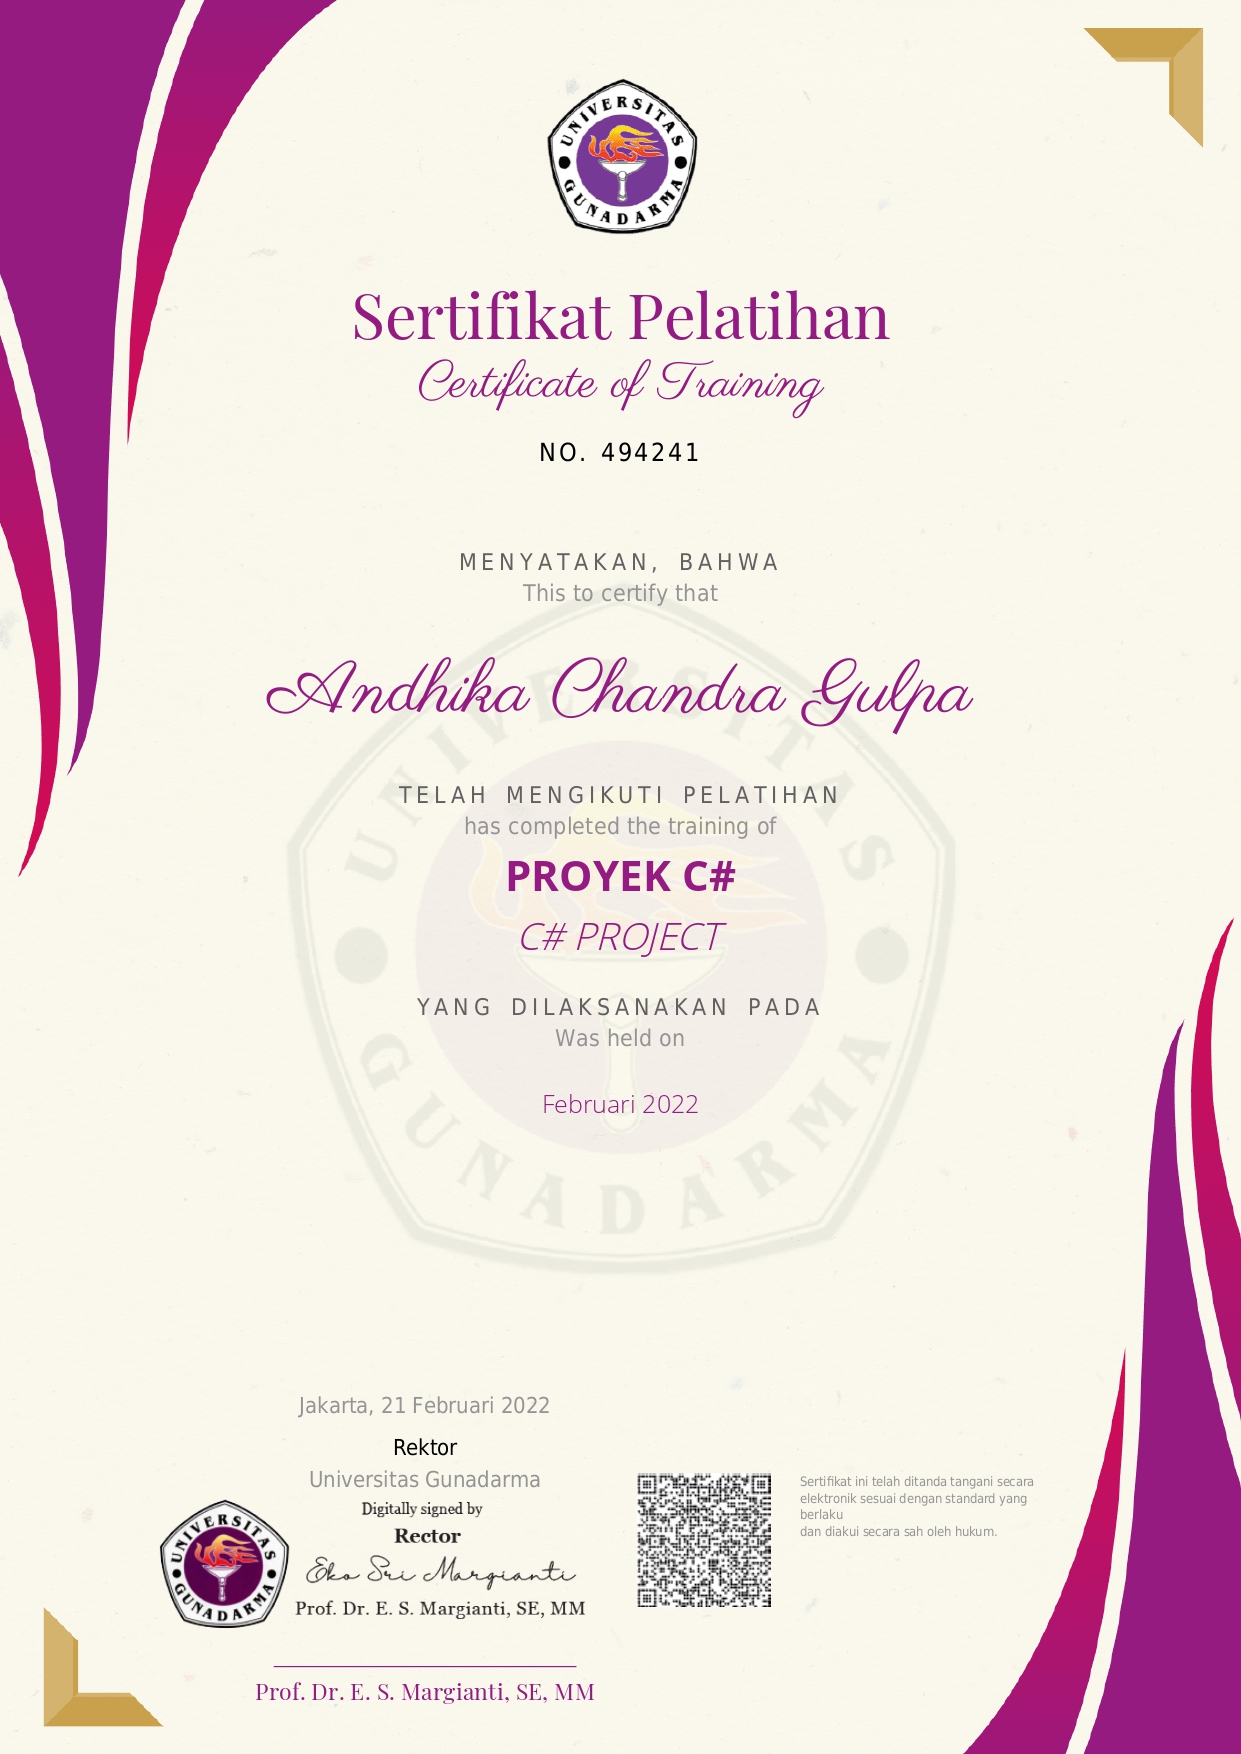 UNIVERSITAS
GUNADARMA
Sertifikat Pelatihan
Certificate of Training
NO. 494241
MENYATAKAN, BAHWA
This to certify that
Andhika Chandra Gulpa
TELAH MENGIKUTI PELATIHAN
has completed the training of
PROYEK C#
C# PROJECT
YANG DILAKSANAKAN PADA
Was held on
Februari 2022
UNIVERSITAS
GUNADARMA
Jakarta, 21 Februari 2022
Rektor
Universitas Gunadarma
Digitally signed by
Rector
Eko Sri Margianti
Prof. Dr. E. S. Margianti, SE, MM
UNIVERSITAS
GUNADARMA
Sertifikat ini telah ditanda tangani secara
elektronik sesuai dengan standard yang
berlaku
dan diakui secara sah oleh hukum.
Prof. Dr. E. S. Margianti, SE, MM